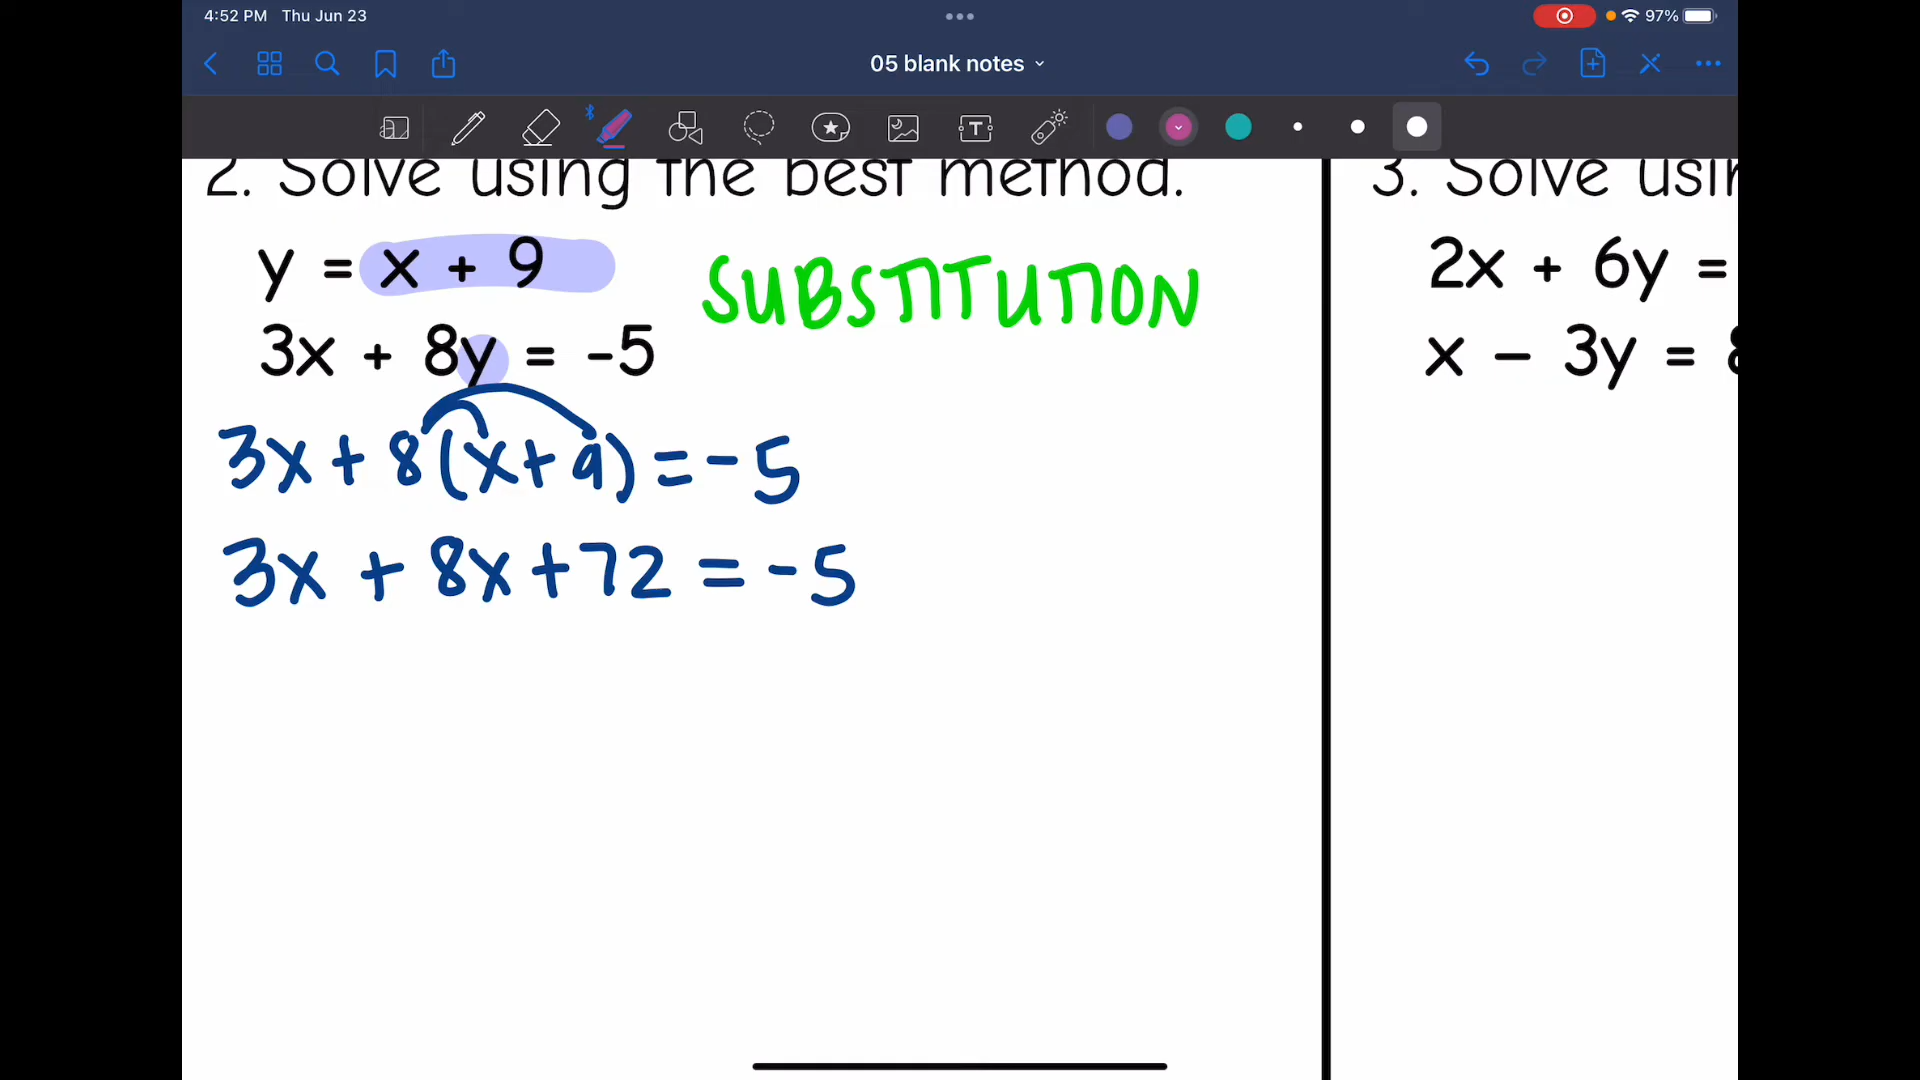 4:52 PM Thu Jun 23
97%
05 blank notes
2. Solve using the best method.
y = x + 9
3x + 8y = -5
SUBSTITUTION
3x + 8(x + 9) = -5
3x + 8x + 72 = -5
3. Solve
2x + 6y =
x – 3y =